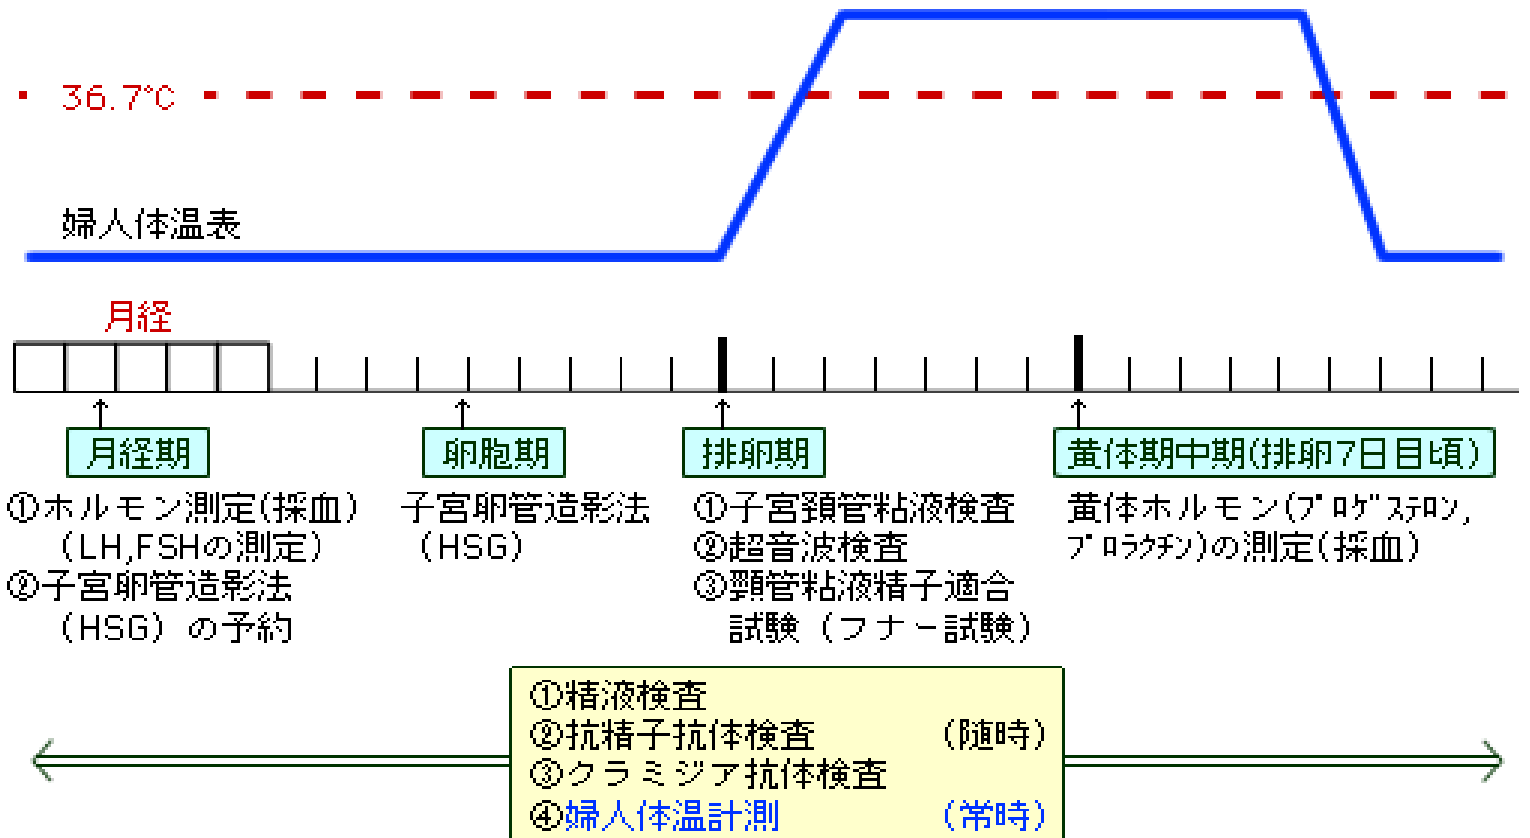 36.7℃
婦人体温表
月経
月経期
①ホルモン測定(採血)
(LH,FSHの測定)
②子宮卵管造影法
(HSG)の予約
卵胞期
子宮卵管造影法
(HSG)
排卵期
①子宮頚管粘液検査
②超音波検査
③頸管粘液精子適合
試験(フナー試験)
黄体期中期(排卵7日目頃)
黄体ホルモン(プロゲステロン,
プロラクチン)の測定(採血)
①精液検査
②抗精子抗体検査 (随時)
③クラミジア抗体検査
④婦人体温計測 (常時)